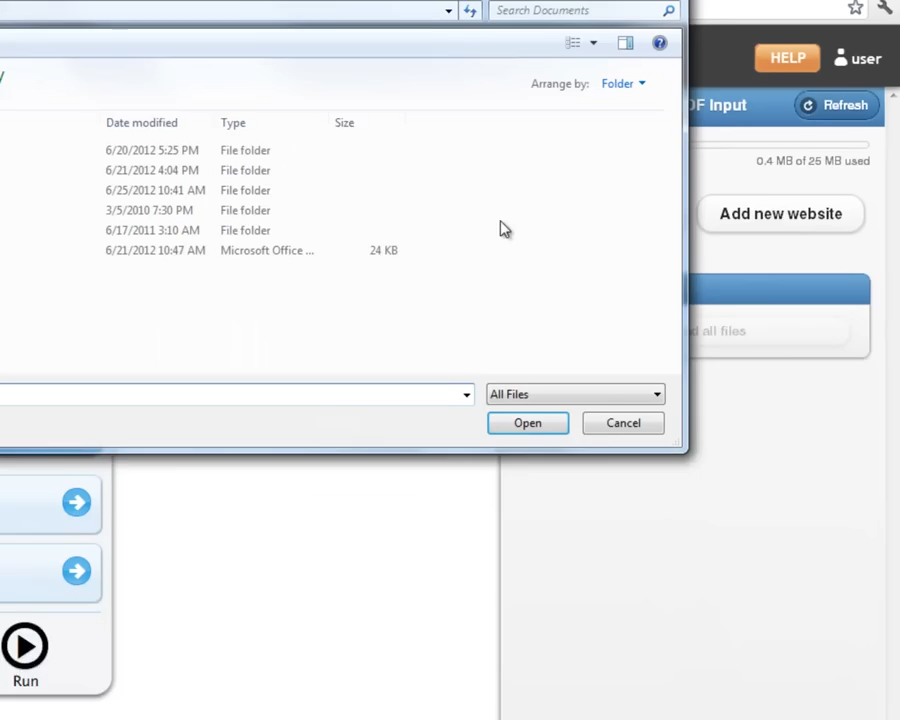 Search Documents
y
Arrange by: Folder
Date modified Type Size
6/20/2012 5:25 PM File folder
6/21/2012 4:04 PM File folder
6/25/2012 10:41 AM File folder
3/5/2010 7:30 PM File folder
6/17/2011 3:10 AM File folder
6/21/2012 10:47 AM Microsoft Office ... 24 KB
All Files
Open Cancel
HELP user
DF Input Refresh
0.4 MB of 25 MB used
Add new website
d all files
Run